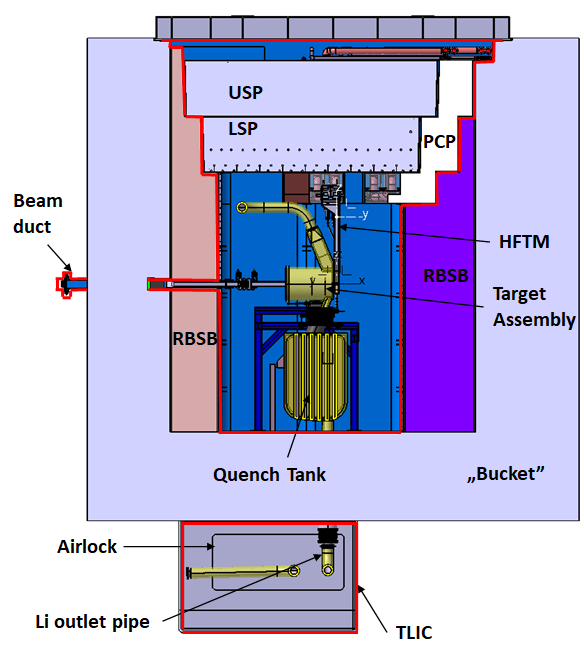 USP
LSP
PCP
Beam
duct
y
HFTM
RBSB
y
x
Target
Assembly
RBSB
Quench Tank
„Bucket”
Airlock
Li outlet pipe
TLIC